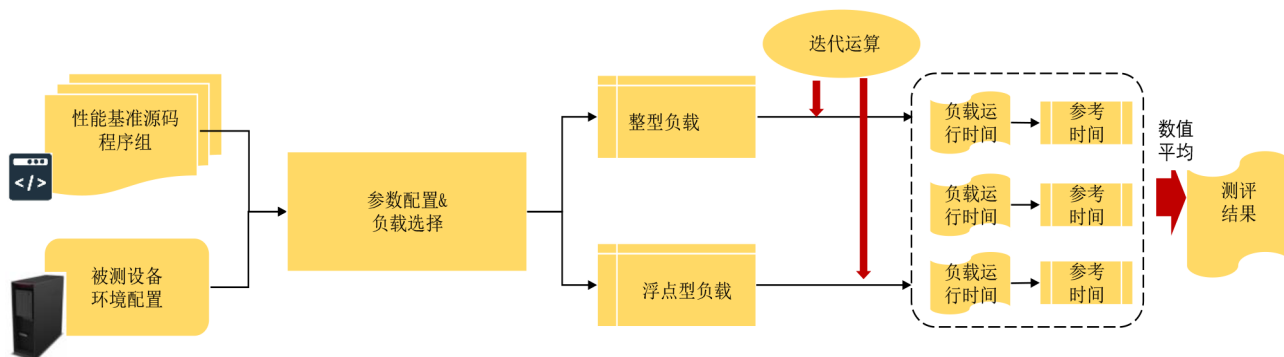 性能基准源码
程序组
</>
被测设备
环境配置
参数配置&
负载选择
整型负载
浮点型负载
迭代运算
负载运
行时间
参考
时间
负载运
行时间
参考
时间
负载运
行时间
参考
时间
数值
平均
测评
结果